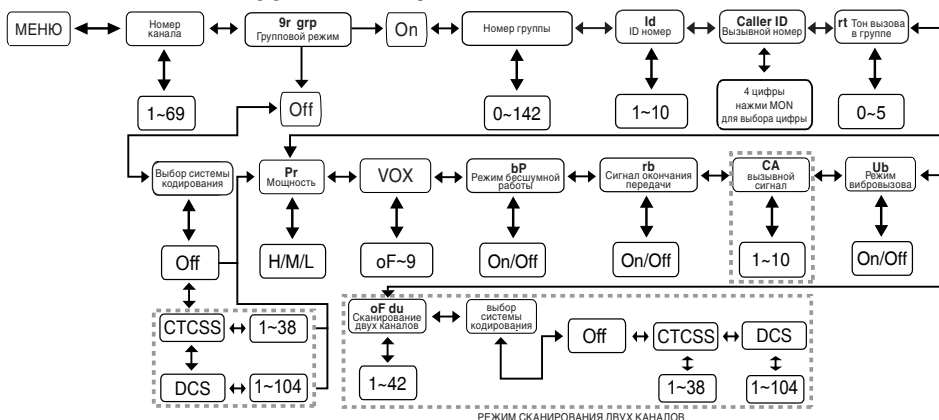 МЕНЮ
Номер
канала
9r grp
Групповой режим
On
Номер группы
Id
ID номер
Caller ID
Вызывной номер
rt Тон вызова
в группе
1~69
Off
0~142
1~10
4 цифры
нажми MON
для выбора цифры
0~5
Выбор системы
кодирования
Pr
Мощность
VOX
bP
Режим бесшумной
работы
rb
Сигнал окончания
передачи
CA
вызывной
сигнал
Ub
Режим
вибровызова
Off
H/M/L
oF~9
On/Off
On/Off
1~10
On/Off
CTCSS
1~38
DCS
1~104
oF du
Сканирование
двух каналов
выбор
системы
кодирования
Off
CTCSS
DCS
1~42
1~38
1~104
РЕЖИМ СКАНИРОВАНИЯ ДВУХ КАНАЛОВ